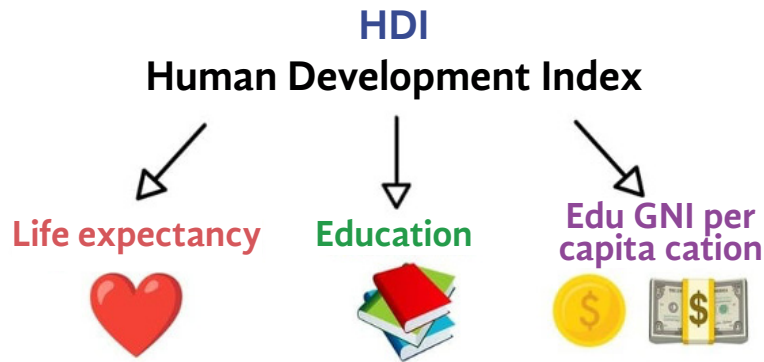 HDI
Human Development Index
Life expectancy
Education
Edu GNI per
capita cation
$
$